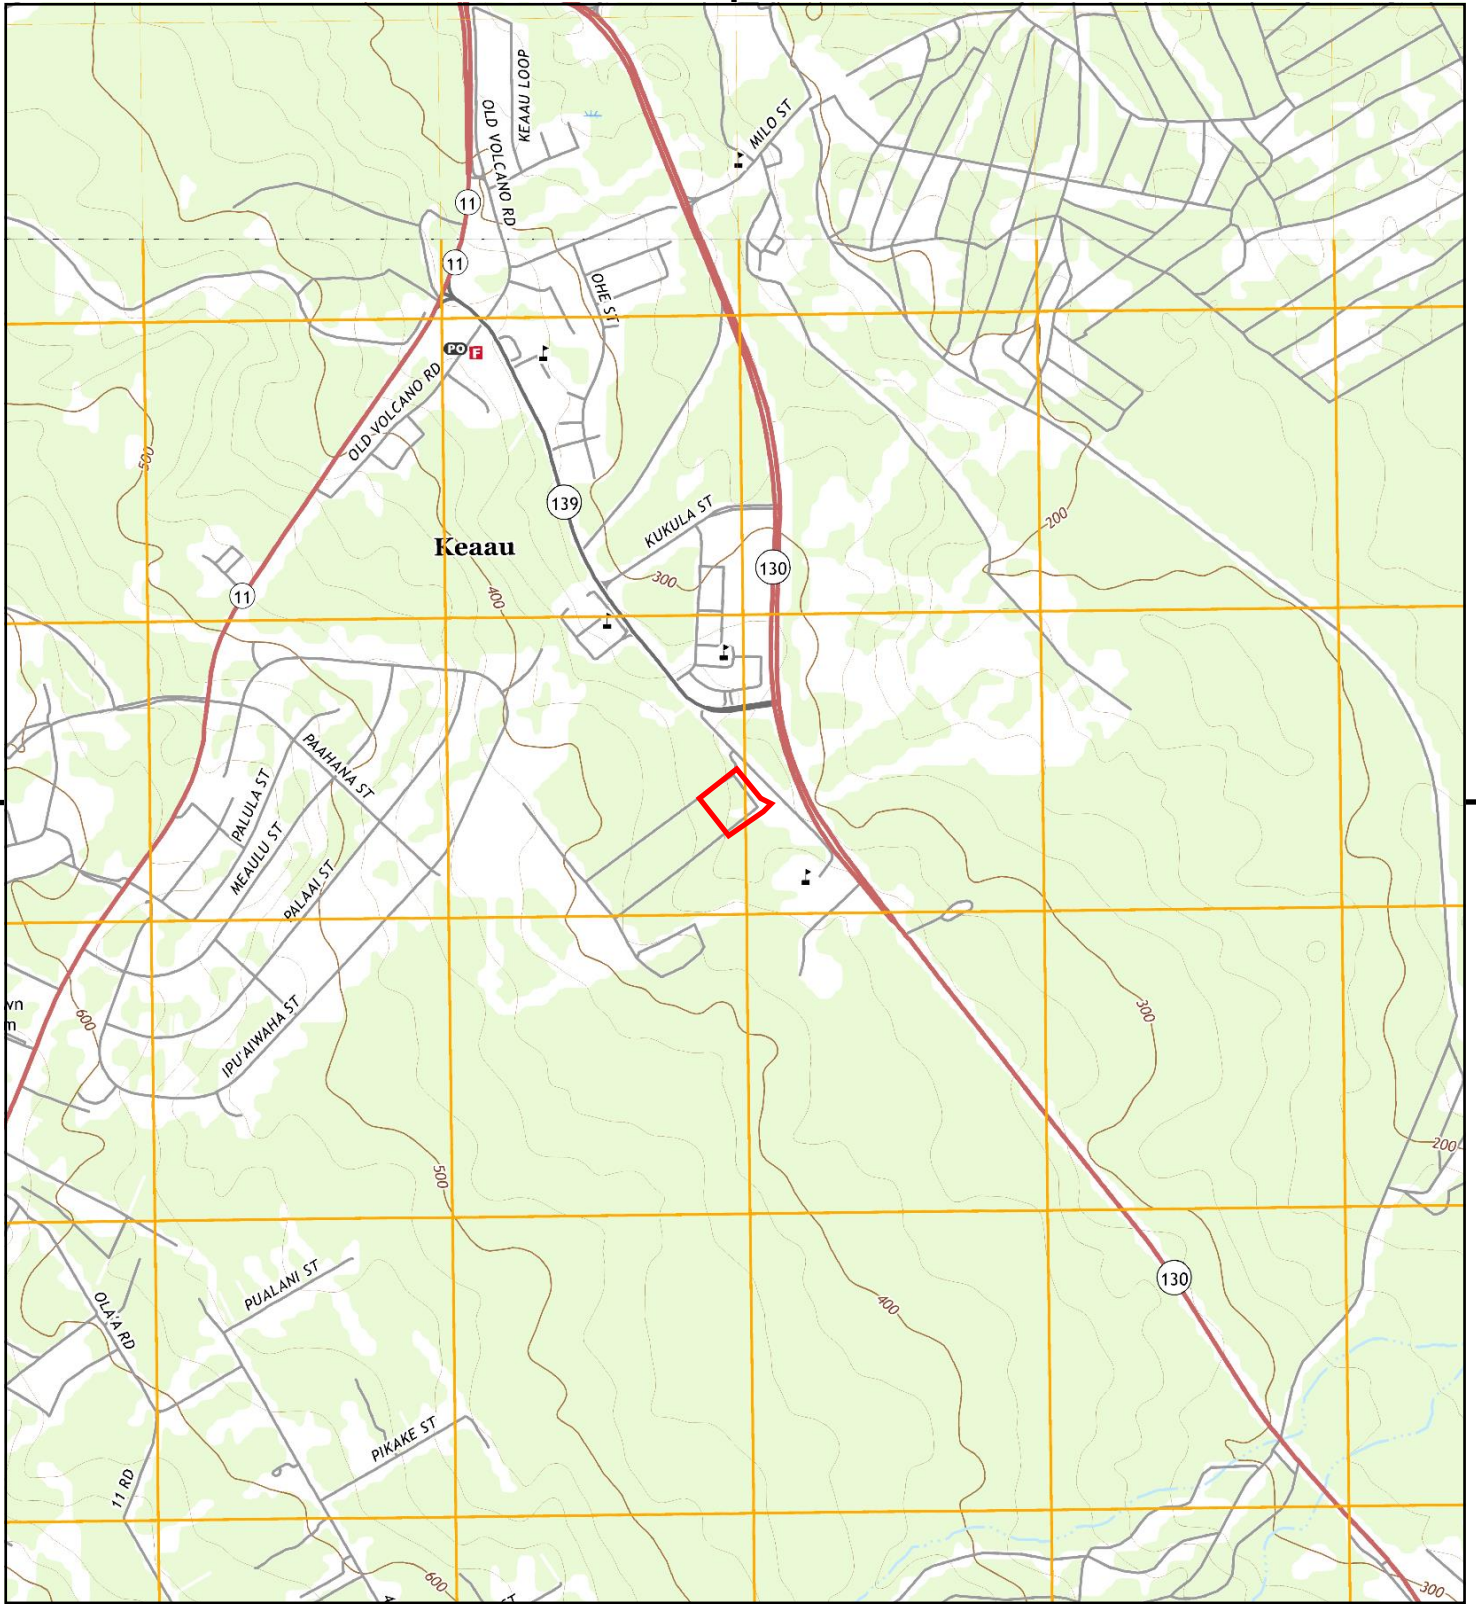 KEAAU LOOP
OLD VOLCANO RD
MILO ST
11
11
OHE ST
PO
F
OLD VOLCANO RD
500
139
KUKULA ST
200
Keaau
130
300
400
11
PAAHANA ST
PALULA ST
MEAULU ST
PALAAI ST
wn
m
600
IPU'AIWAHA ST
300
200
500
PUALANI ST
130
OLA'A RD
400
PIKAKE ST
11 RD
600
300